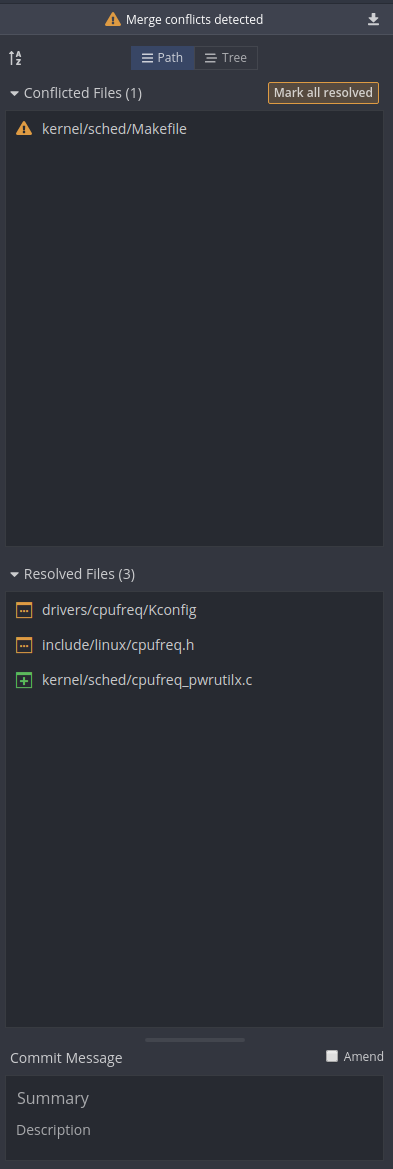 Merge conflicts detected
Path Tree
Conflicted Files (1) Mark all resolved
kernel/sched/Makefile
Resolved Files (3)
drivers/cpufreq/Kconfig
include/linux/cpufreq.h
kernel/sched/cpufreq_pwrutilx.c
Commit Message Amend
Summary
Description